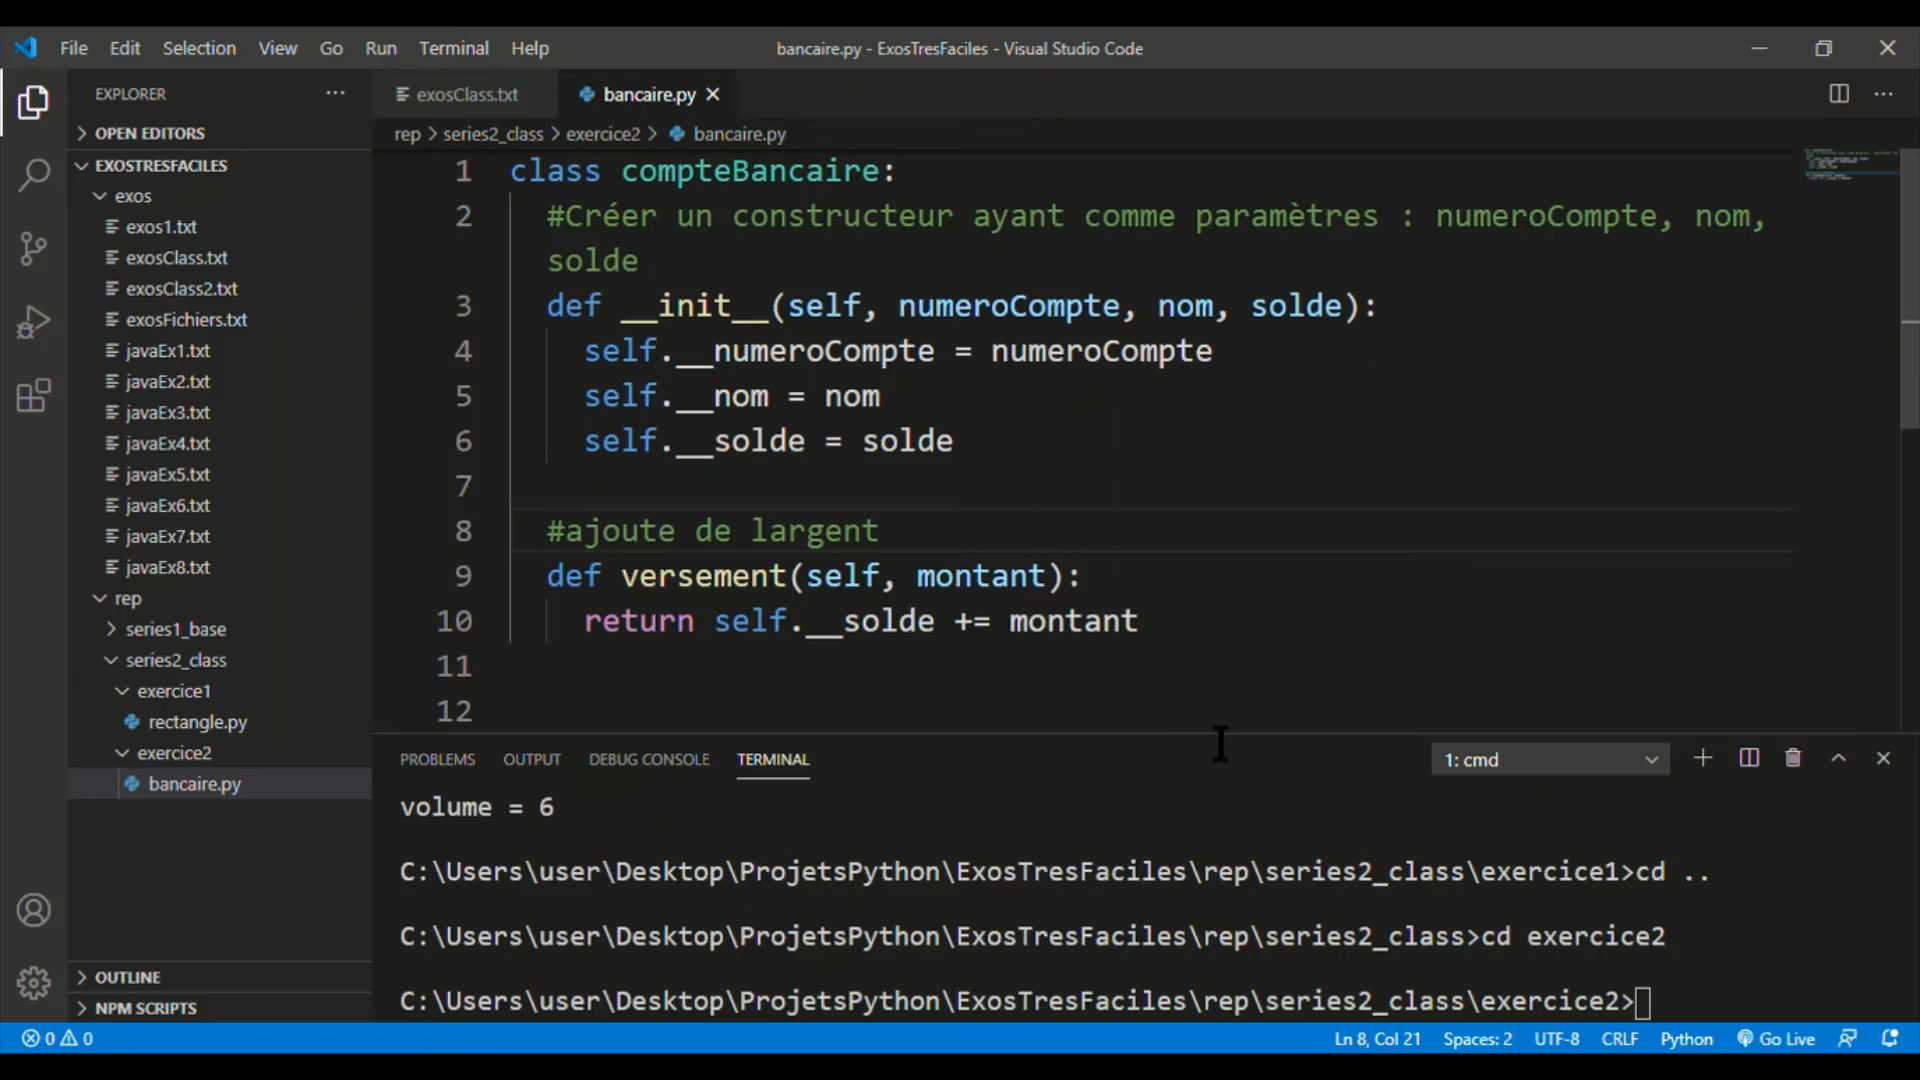 File Edit Selection View Go Run Terminal Help
bancaire.py - ExosTresFaciles - Visual Studio Code
EXPLORER
OPEN EDITORS
EXOSTRESFACILES
exos
exos1.txt
exosClass.txt
exosClass2.txt
exosFichiers.txt
javaEx1.txt
javaEx2.txt
javaEx3.txt
javaEx4.txt
javaEx5.txt
javaEx6.txt
javaEx7.txt
javaEx8.txt
rep
series1_base
series2_class
exercice1
rectangle.py
exercice2
bancaire.py
OUTLINE
NPM SCRIPTS
exosClass.txt bancaire.py
rep > series2_class > exercice2 > bancaire.py
1 class compteBancaire:
2 #Créer un constructeur ayant comme paramètres : numeroCompte, nom,
solde
3 def __init__(self, numeroCompte, nom, solde):
4 self.__numeroCompte = numeroCompte
5 self.__nom = nom
6 self.__solde = solde
7
8 #ajoute de largent
9 def versement(self, montant):
10 return self.__solde += montant
11
12
PROBLEMS OUTPUT DEBUG CONSOLE TERMINAL
1: cmd
volume = 6
C:\Users\user\Desktop\ProjetsPython\ExosTresFaciles\rep\series2_class\exercice1>cd ..
C:\Users\user\Desktop\ProjetsPython\ExosTresFaciles\rep\series2_class>cd exercice2
C:\Users\user\Desktop\ProjetsPython\ExosTresFaciles\rep\series2_class\exercice2>
0 0
Ln 8, Col 21 Spaces: 2 UTF-8 CRLF Python Go Live